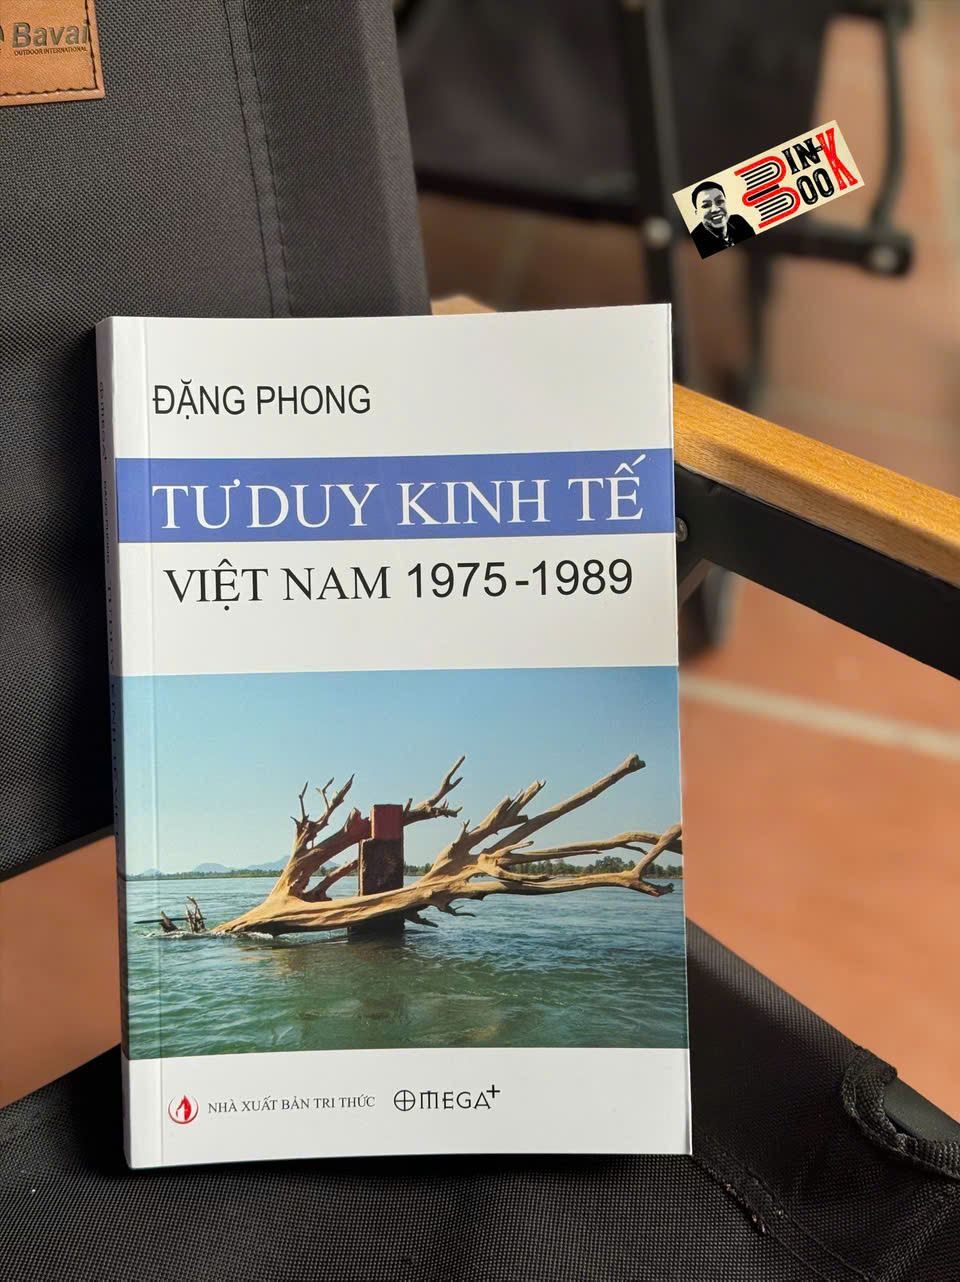 Bavai
OUTDOOR INTERNATIONAL
BIN
BOOK
ĐẶNG PHONG
TƯ DUY KINH TẾ
VIỆT NAM 1975-1989
NHÀ XUẤT BẢN TRI THỨC
OMEGA+